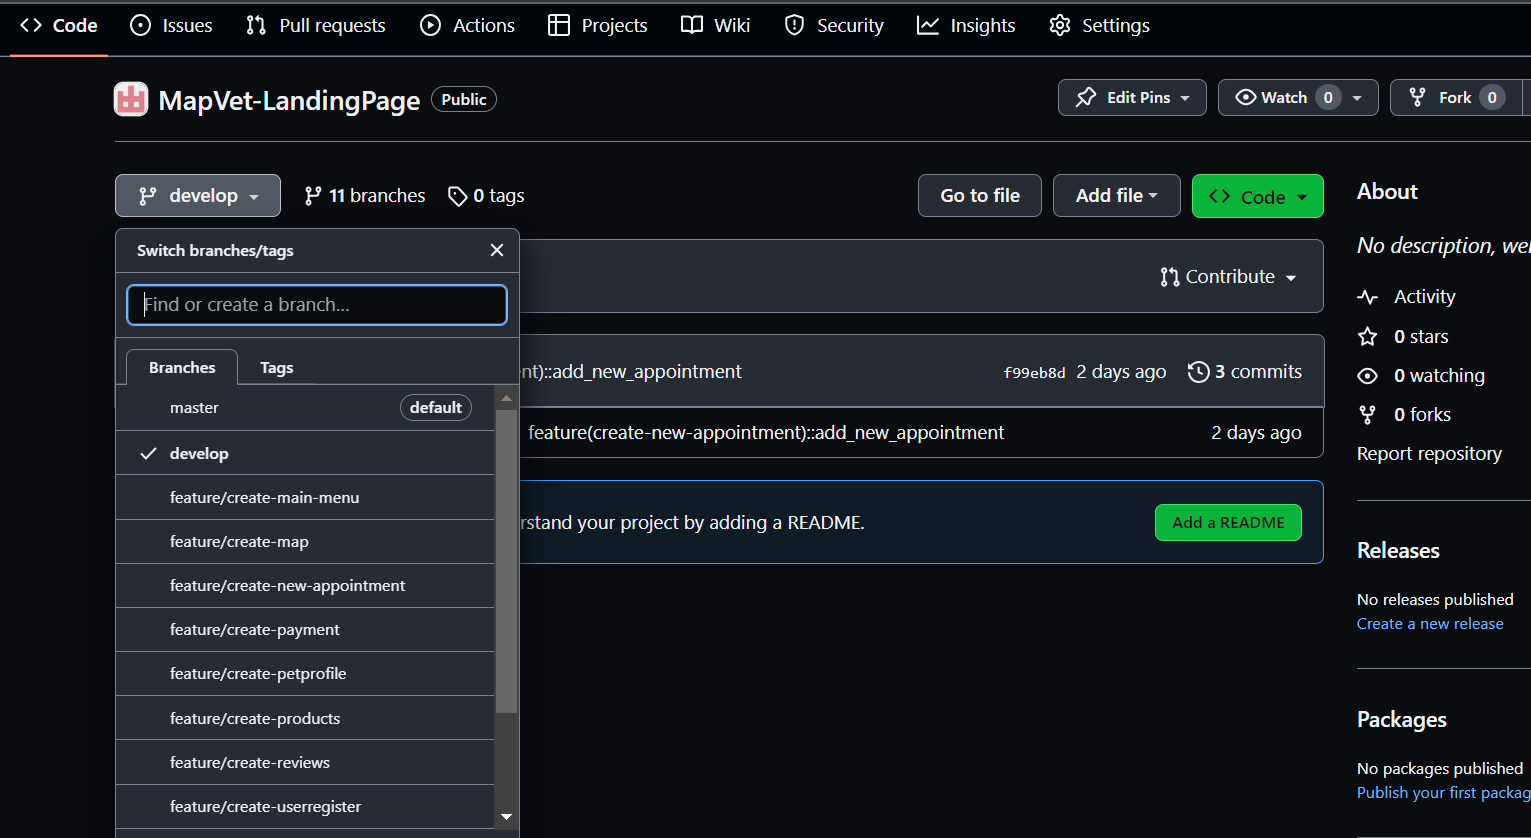 Code Issues Pull requests Actions Projects Wiki Security Insights Settings
MapVet-LandingPage Public Edit Pins Watch 0 Fork 0
develop 11 branches 0 tags Go to file Add file Code
About
Switch branches/tags
No description, we
Contribute
Find or create a branch...
Activity
0 stars
Branches Tags
nt)::add_new_appointment f99eb8d 2 days ago 3 commits
0 watching
master default
0 forks
develop
feature(create-new-appointment)::add_new_appointment 2 days ago
Report repository
feature/create-main-menu
rstand your project by adding a README. Add a README
feature/create-map
Releases
feature/create-new-appointment
No releases published
Create a new release
feature/create-payment
feature/create-petprofile
feature/create-products
Packages
feature/create-reviews
No packages published
Publish your first packag
feature/create-userregister